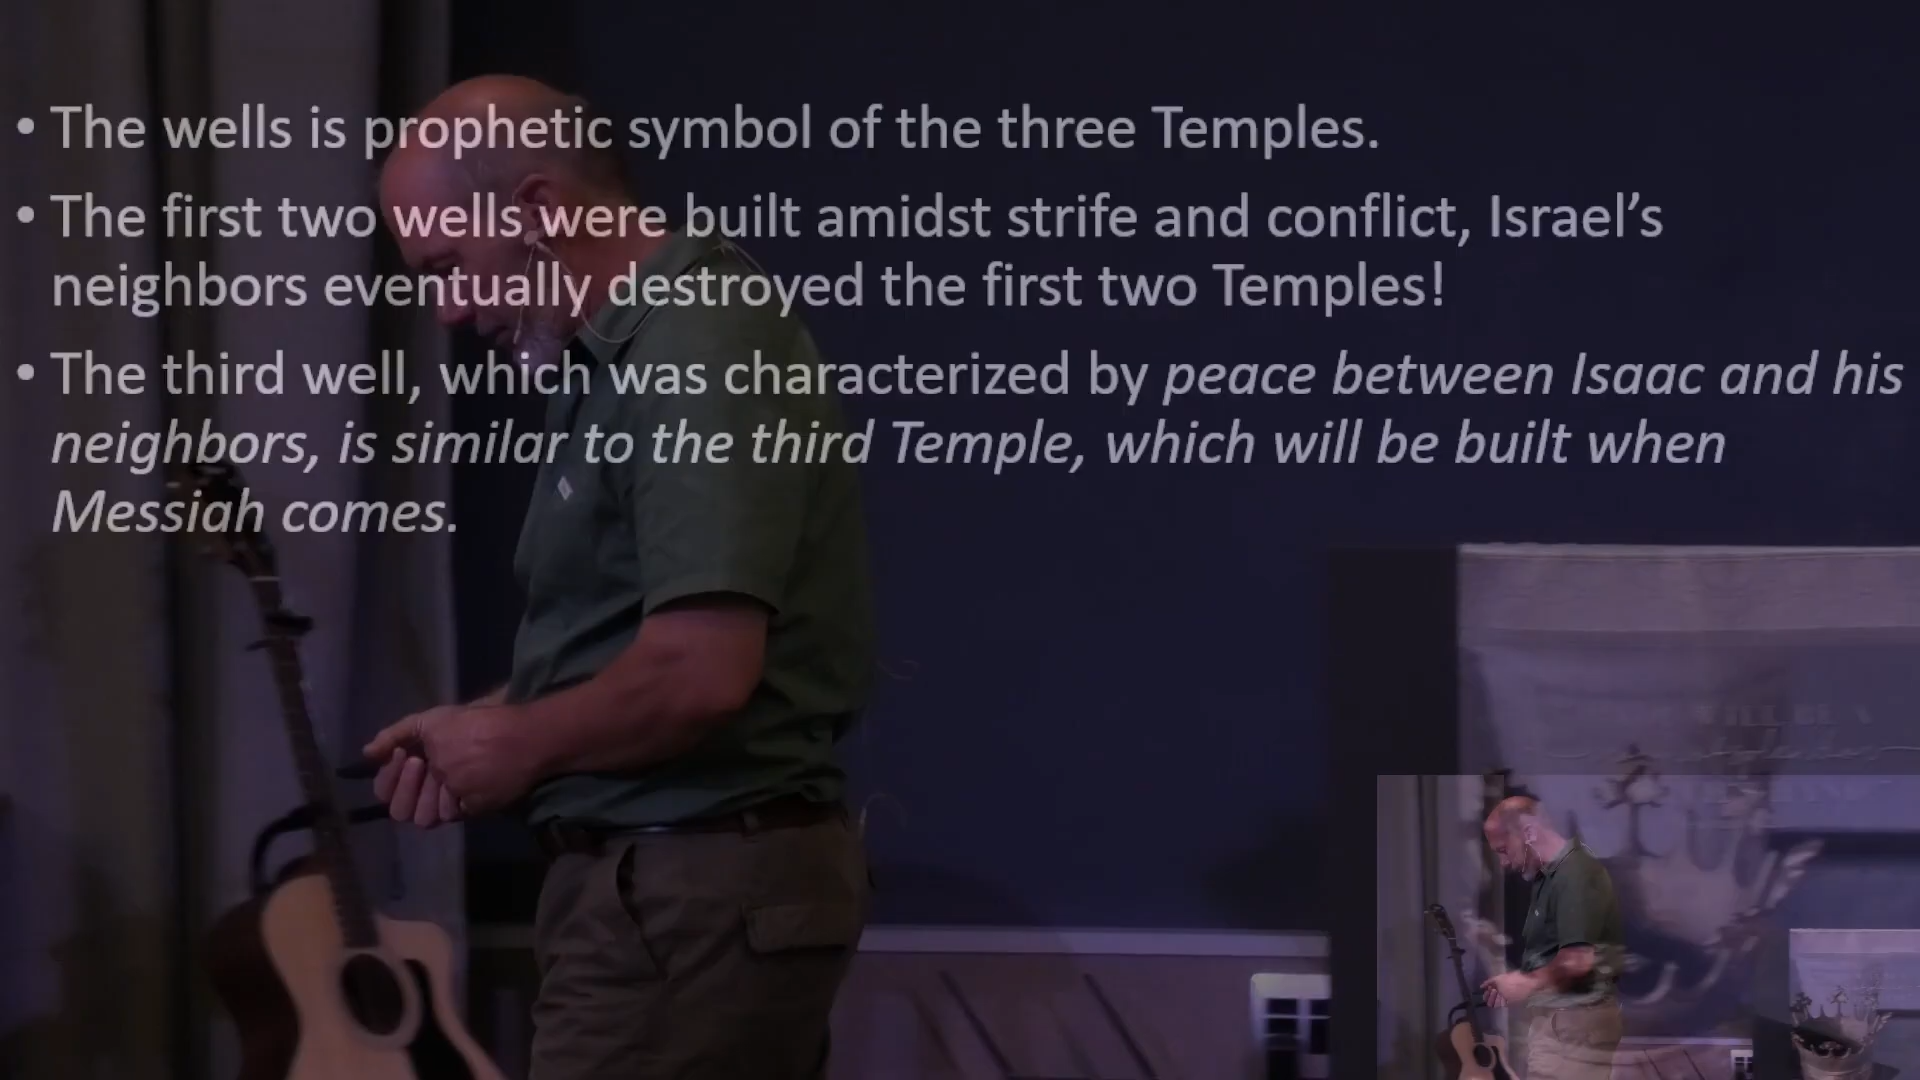 • The wells is prophetic symbol of the three Temples.
• The first two wells were built amidst strife and conflict, Israel’s
neighbors eventually destroyed the first two Temples!
• The third well, which was characterized by peace between Isaac and his
neighbors, is similar to the third Temple, which will be built when
Messiah comes.
WILL BE A